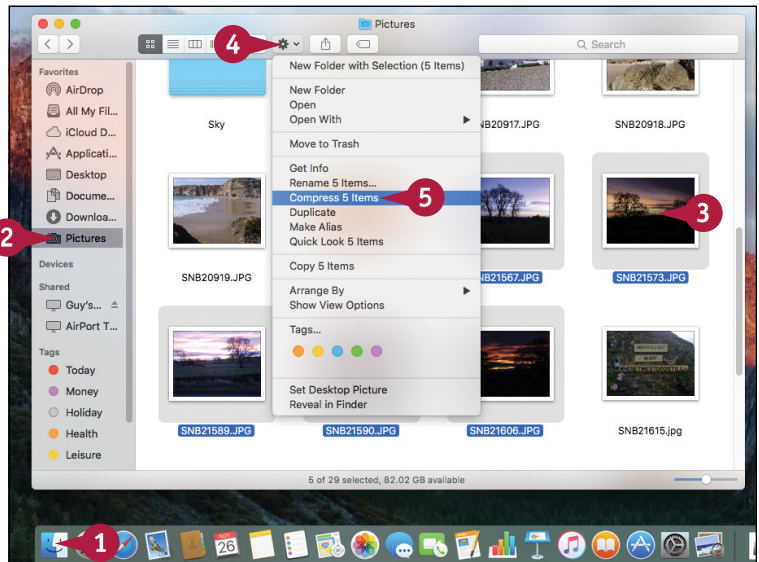 Pictures
4
Search
Favorites
AirDrop
All My Fil...
iCloud D...
Applicati...
Desktop
Docume...
Downloa...
2
Pictures
Devices
Shared
Guy's...
AirPort T...
Tags
Today
Money
Holiday
Health
Leisure
New Folder with Selection (5 Items)
New Folder
Open
Open With
Move to Trash
Get Info
Rename 5 Items...
Compress 5 Items
5
Duplicate
Make Alias
Quick Look 5 Items
Copy 5 Items
Arrange By
Show View Options
Tags...
Set Desktop Picture
Reveal in Finder
Sky
NB20917.JPG
SNB20918.JPG
3
SNB20919.JPG
SNB21567.JPG
SNB21573.JPG
SNB21589.JPG
SNB21590.JPG
SNB21606.JPG
SNB21615.jpg
5 of 29 selected, 82.02 GB available
1
NOV
26